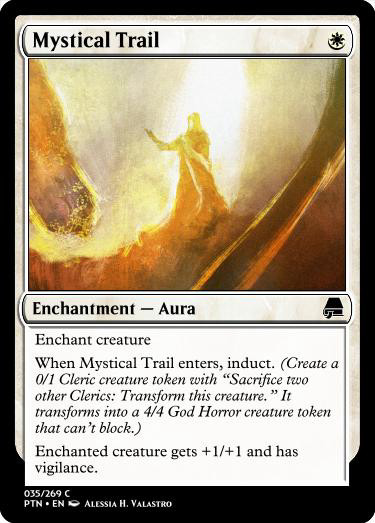 Mystical Trail
Enchantment — Aura
Enchant creature
When Mystical Trail enters, induct. (Create a
0/1 Cleric creature token with “Sacrifice two
other Clerics: Transform this creature.” It
transforms into a 4/4 God Horror creature token
that can’t block.)
Enchanted creature gets +1/+1 and has
vigilance.
035/269 C
PTN • EN Alessia H. Valastro